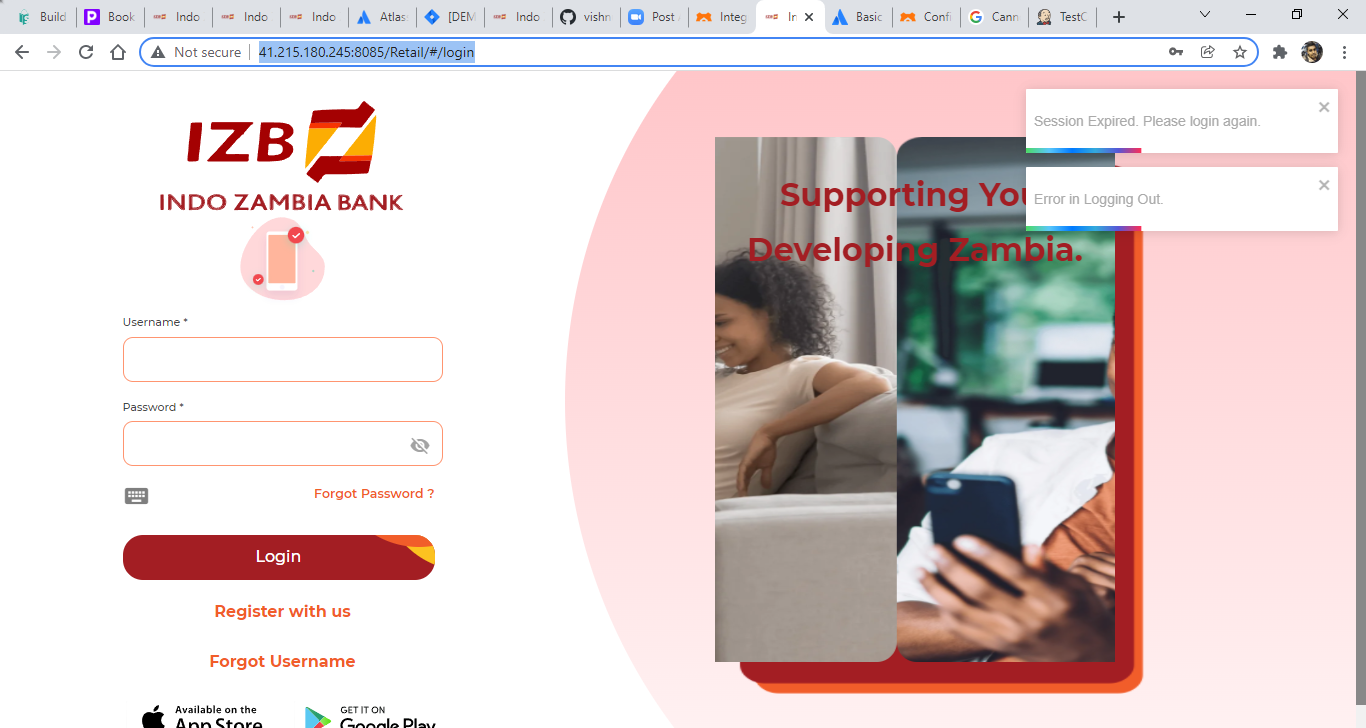 Build
Book
Indo
Indo
Indo
Atlas
[DEM
Indo
vishn
Post
Integ
In
Basic
Confi
Cann
TestC
Not secure
41.215.180.245:8085/Retail/#/login
IZB
INDO ZAMBIA BANK
Username *
Password *
Forgot Password ?
Login
Register with us
Forgot Username
Available on the
App Store
GET IT ON
Google Play
Supporting You
Developing Zambia.
Session Expired. Please login again.
Error in Logging Out.